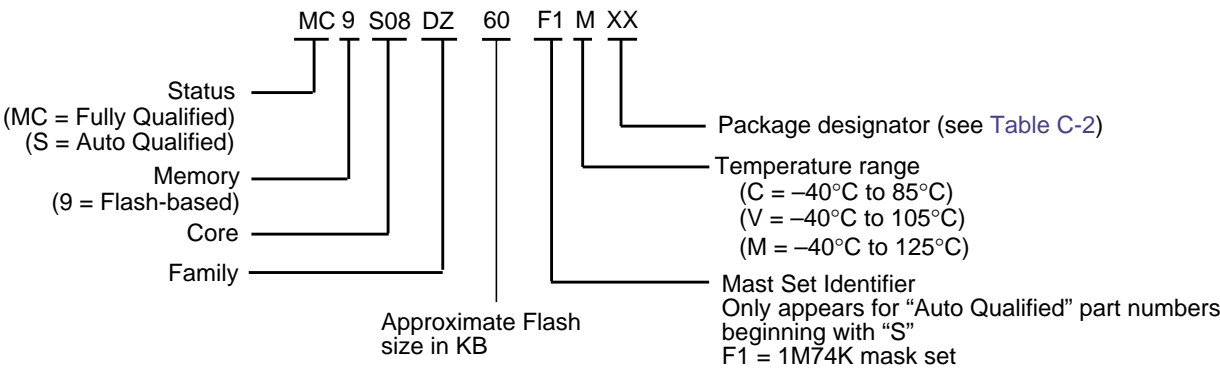 MC 9 S08 DZ 60 F1 M XX
Status
(MC = Fully Qualified)
(S = Auto Qualified)
Memory
(9 = Flash-based)
Core
Family
Approximate Flash
size in KB
Package designator (see Table C-2)
Temperature range
(C = –40°C to 85°C)
(V = –40°C to 105°C)
(M = –40°C to 125°C)
Mast Set Identifier
Only appears for “Auto Qualified” part numbers
beginning with “S”
F1 = 1M74K mask set